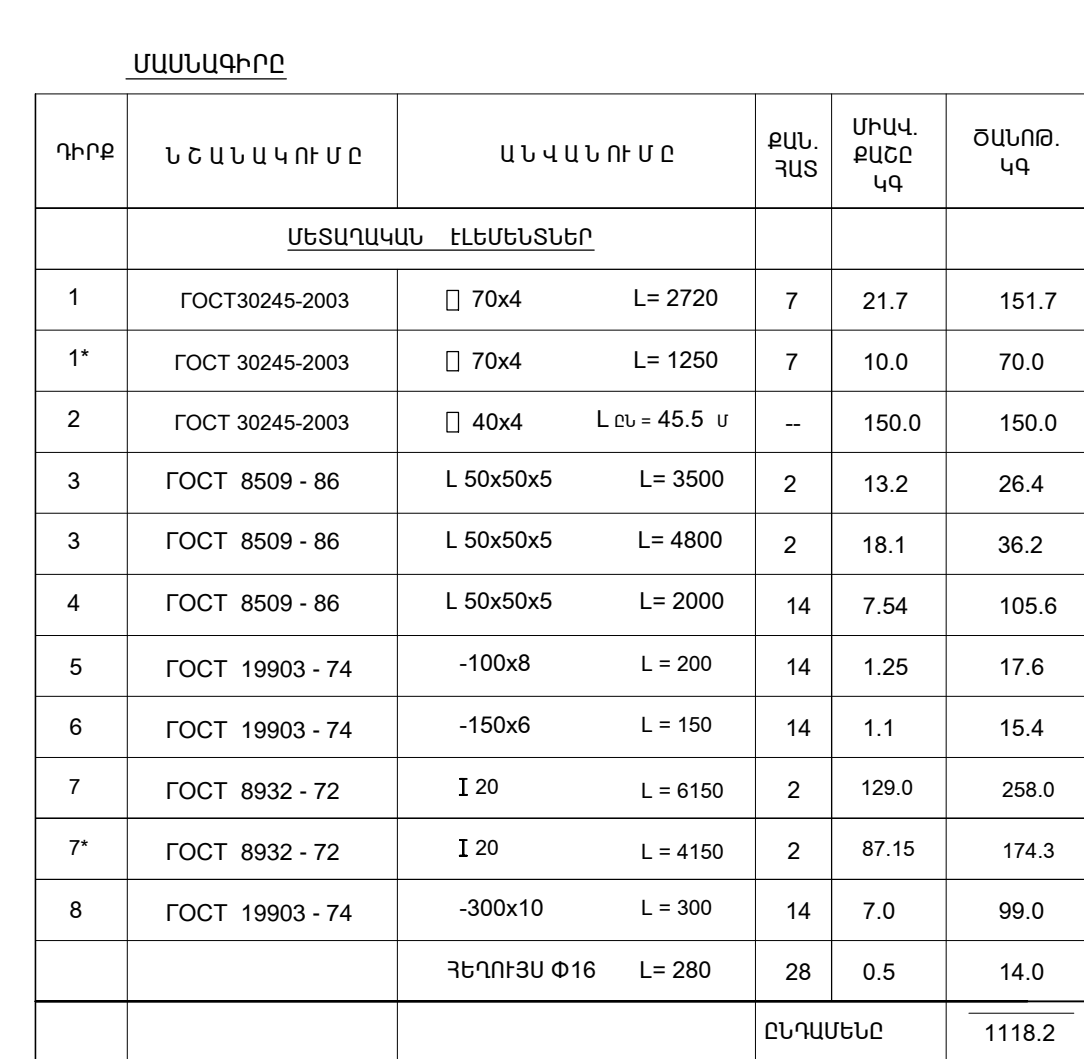 ՄԱՍՆԱԳԻՐԸ
ԴԻՐՔ ՆՇԱՆԱԿՈՒՄԸ ԱՆՎԱՆՈՒՄԸ ՔԱՆ. ՀԱՏ ՄԻԱՎ. ՔԱՇԸ ԿԳ ԾԱՆՈԹ. ԿԳ
ՄԵՏԱՂԱԿԱՆ ԷԼԵՄԵՆՏՆԵՐ
1 ГОСТ30245-2003 ▯ 70x4 L= 2720 7 21.7 151.7
1* ГОСТ 30245-2003 ▯ 70x4 L= 1250 7 10.0 70.0
2 ГОСТ 30245-2003 ▯ 40x4 L ԸՆ = 45.5 Մ -- 150.0 150.0
3 ГОСТ 8509 - 86 L 50x50x5 L= 3500 2 13.2 26.4
3 ГОСТ 8509 - 86 L 50x50x5 L= 4800 2 18.1 36.2
4 ГОСТ 8509 - 86 L 50x50x5 L= 2000 14 7.54 105.6
5 ГОСТ 19903 - 74 -100x8 L = 200 14 1.25 17.6
6 ГОСТ 19903 - 74 -150x6 L = 150 14 1.1 15.4
7 ГОСТ 8932 - 72 I 20 L = 6150 2 129.0 258.0
7* ГОСТ 8932 - 72 I 20 L = 4150 2 87.15 174.3
8 ГОСТ 19903 - 74 -300x10 L = 300 14 7.0 99.0
ՀԵՂՈՒՅՍ Φ16 L= 280 28 0.5 14.0
ԸՆԴԱՄԵՆԸ 1118.2